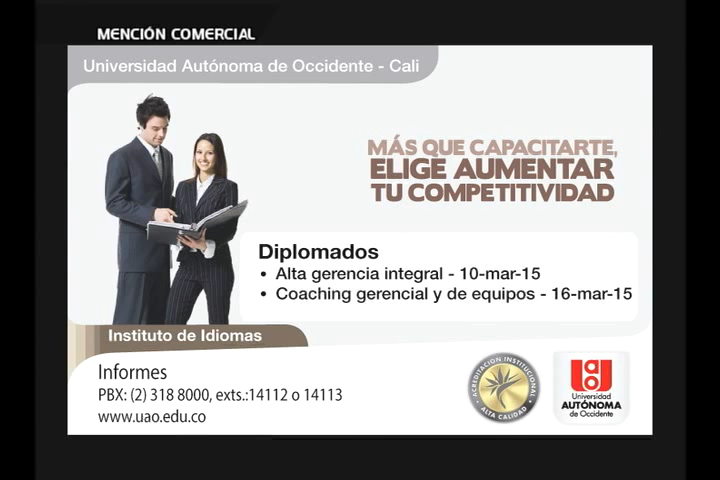 MENCIÓN COMERCIAL
Universidad Autónoma de Occidente - Cali
MÁS QUE CAPACITARTE,
ELIGE AUMENTAR
TU COMPETITIVIDAD
Diplomados
• Alta gerencia integral - 10-mar-15
• Coaching gerencial y de equipos - 16-mar-15
Instituto de Idiomas
Informes
PBX: (2) 318 8000, exts.:14112 o 14113
www.uao.edu.co
ACREDITACIÓN INSTITUCIONAL
ALTA CALIDAD
UAO
Universidad
AUTÓNOMA
de Occidente